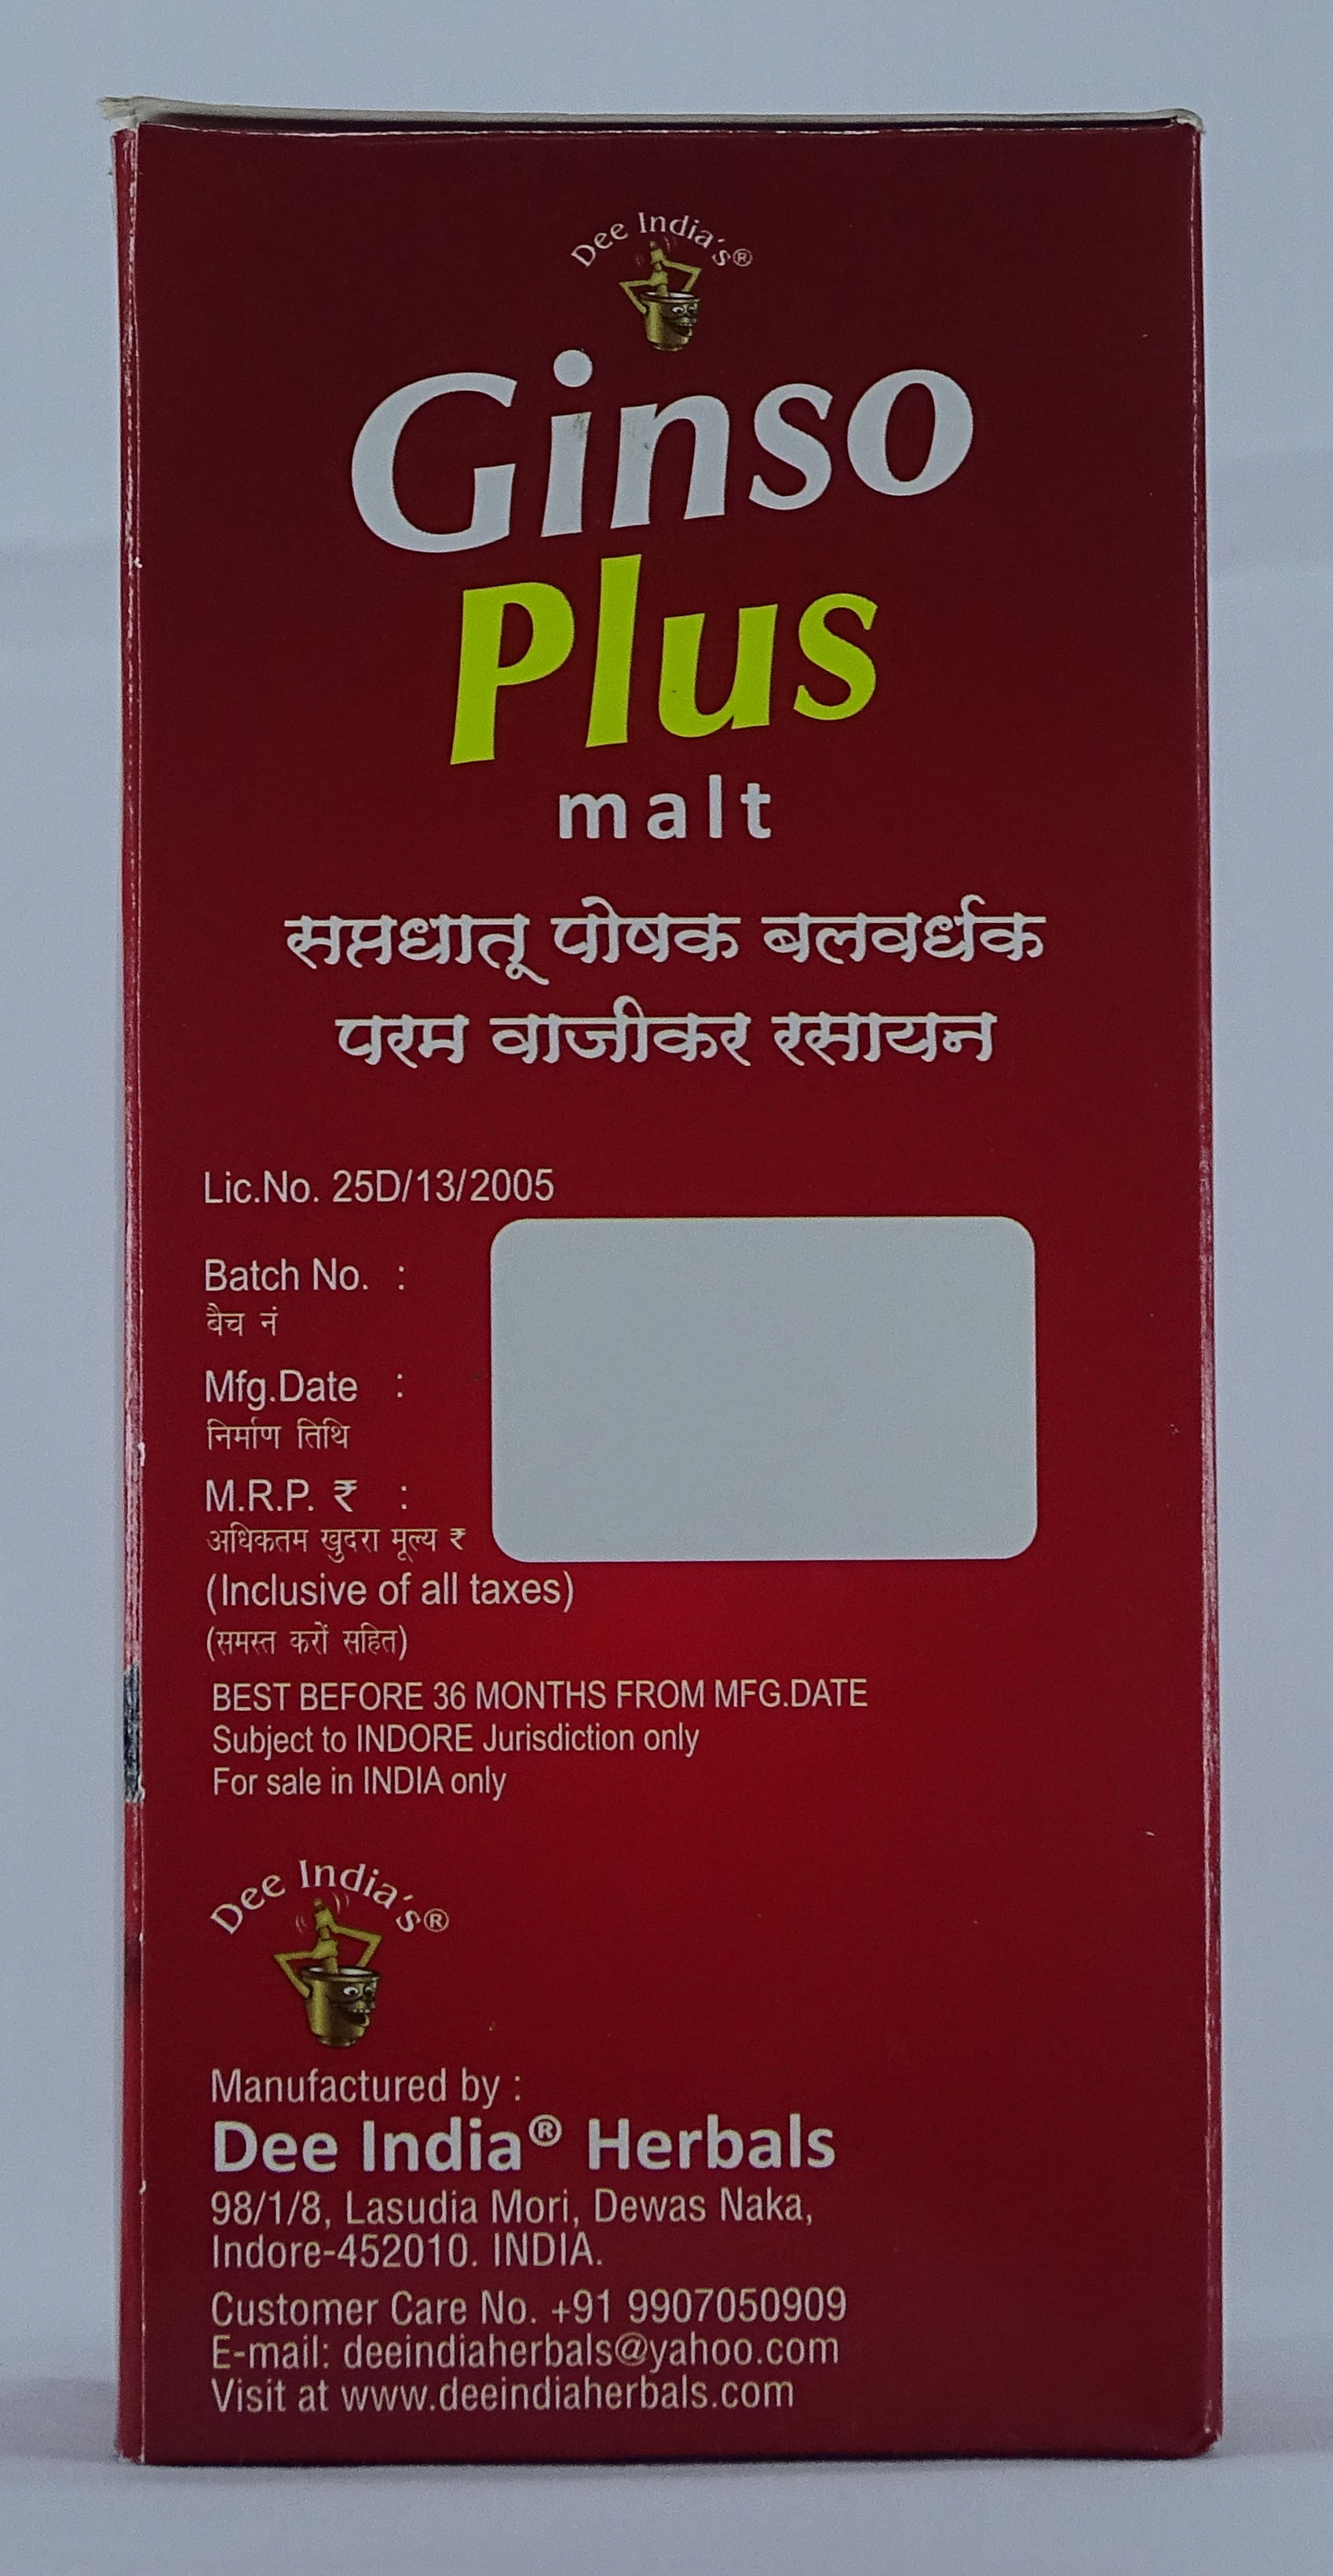 Dee India's®
Ginso
Plus
malt
सप्तधातू पोषक बलवर्धक
परम वाजीकर रसायन
Lic.No. 25D/13/2005
Batch No. :
बैच नं
Mfg.Date :
निर्माण तिथि
M.R.P. ₹ :
अधिकतम खुदरा मूल्य ₹
(Inclusive of all taxes)
(समस्त करों सहित)
BEST BEFORE 36 MONTHS FROM MFG.DATE
Subject to INDORE Jurisdiction only
For sale in INDIA only
Dee India's®
Manufactured by :
Dee India® Herbals
98/1/8, Lasudia Mori, Dewas Naka,
Indore-452010. INDIA.
Customer Care No. +91 9907050909
E-mail: deeindiaherbals@yahoo.com
Visit at www.deeindiaherbals.com